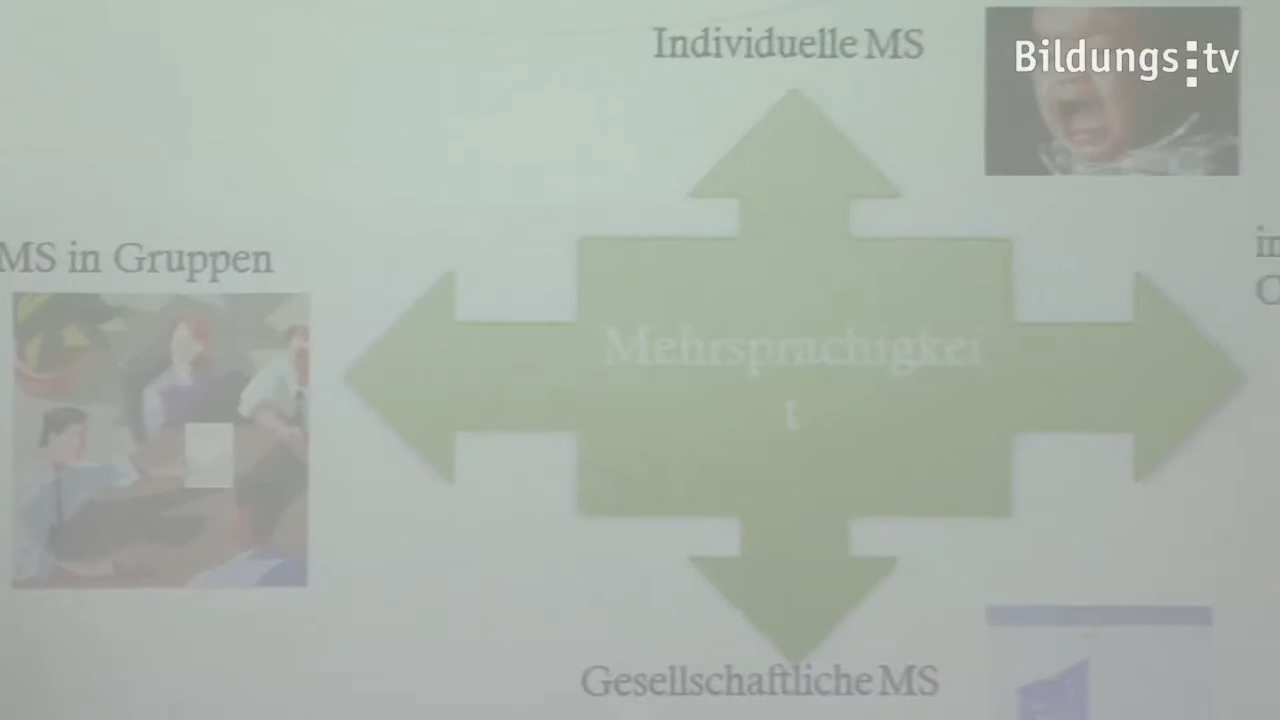 Individuelle MS
Bildungs:tv
MS in Gruppen
Mehrsprachigkei
t
Gesellschaftliche MS